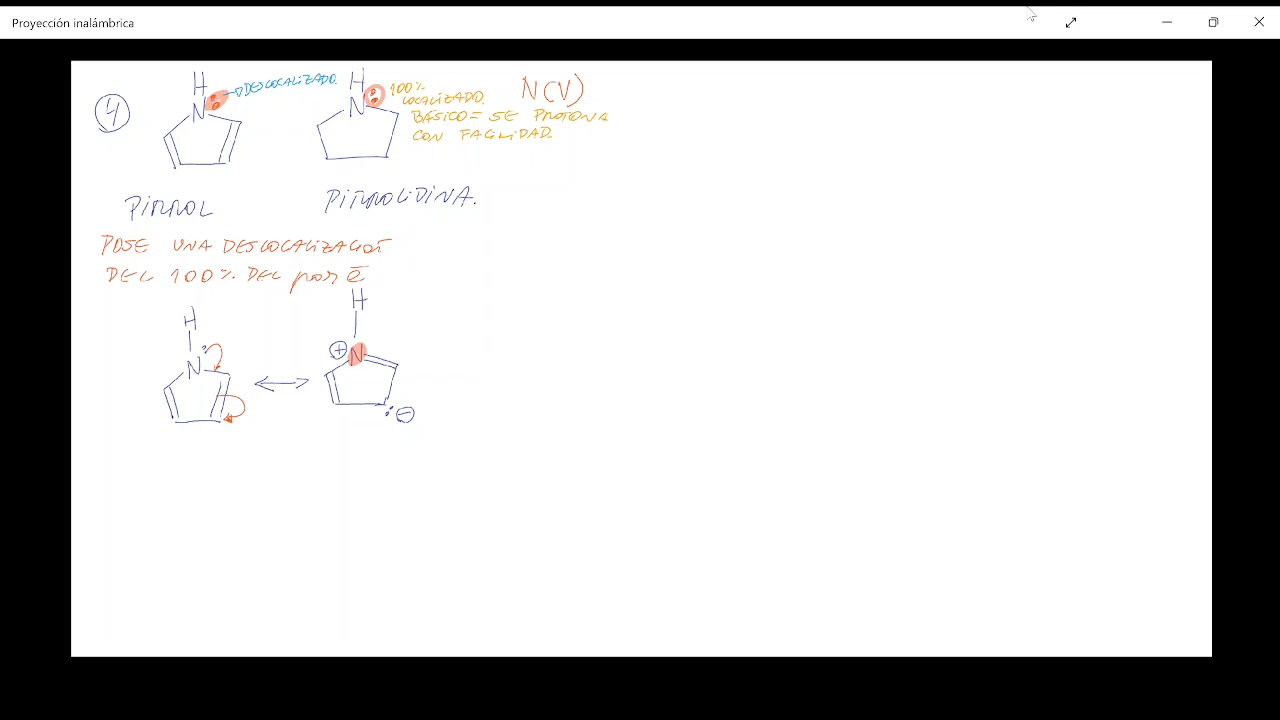 Proyección inalámbrica
4
H
N
DESLOCALIZADO.
H
N
100%
LOCALIZADO.
N(V)
BÁSICO = SE PROTONA
CON FACILIDAD.
PIRROL
PIRROLIDINA.
POSE UNA DESLOCALIZACIÓN
DEL 100% DEL par ē
H
N
H
+ N
−